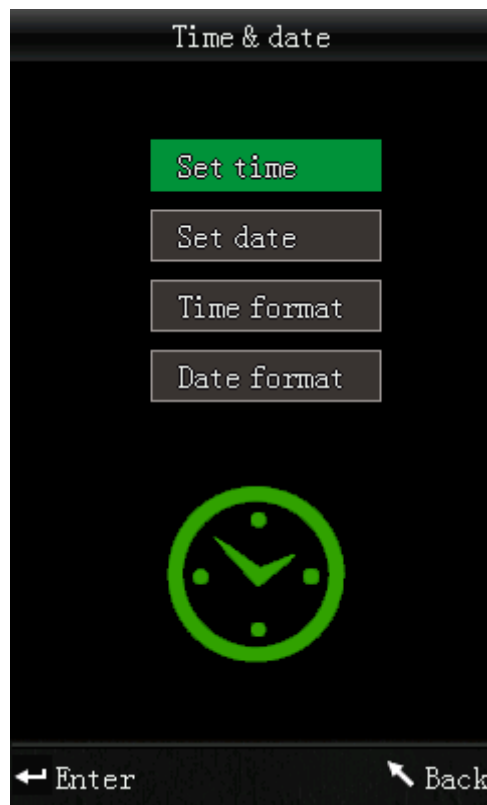 Time & date
Set time
Set date
Time format
Date format
Enter Back